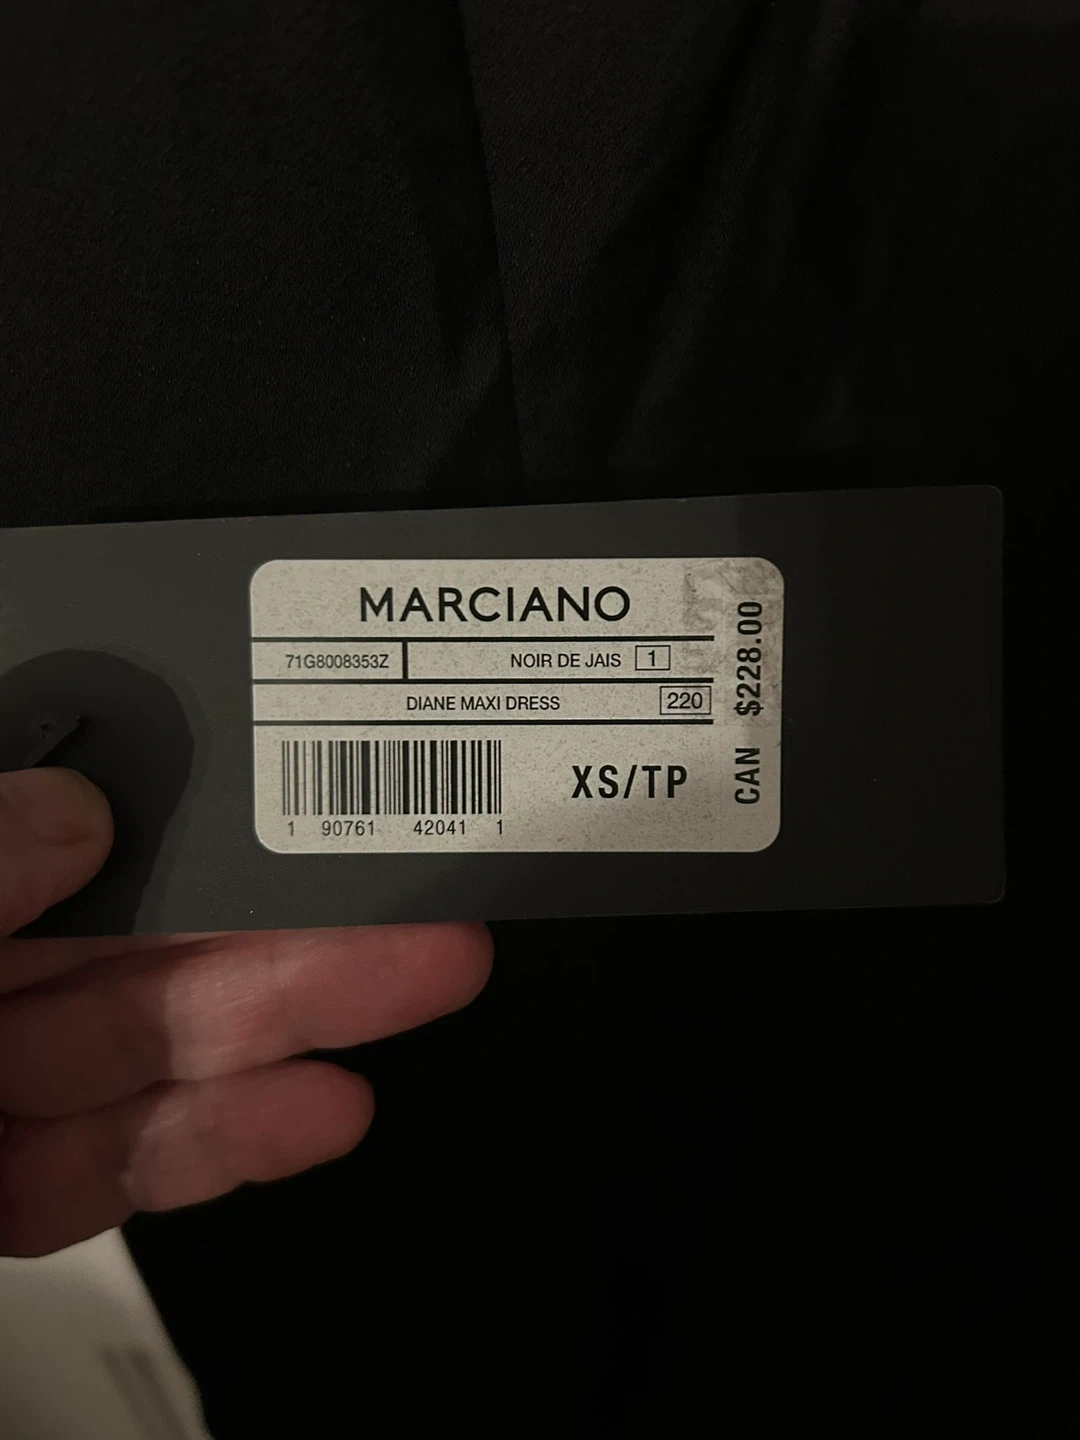 MARCIANO
71G8008353Z NOIR DE JAIS 1
DIANE MAXI DRESS 220
XS/TP
1 90761 42041 1
CAN $228.00